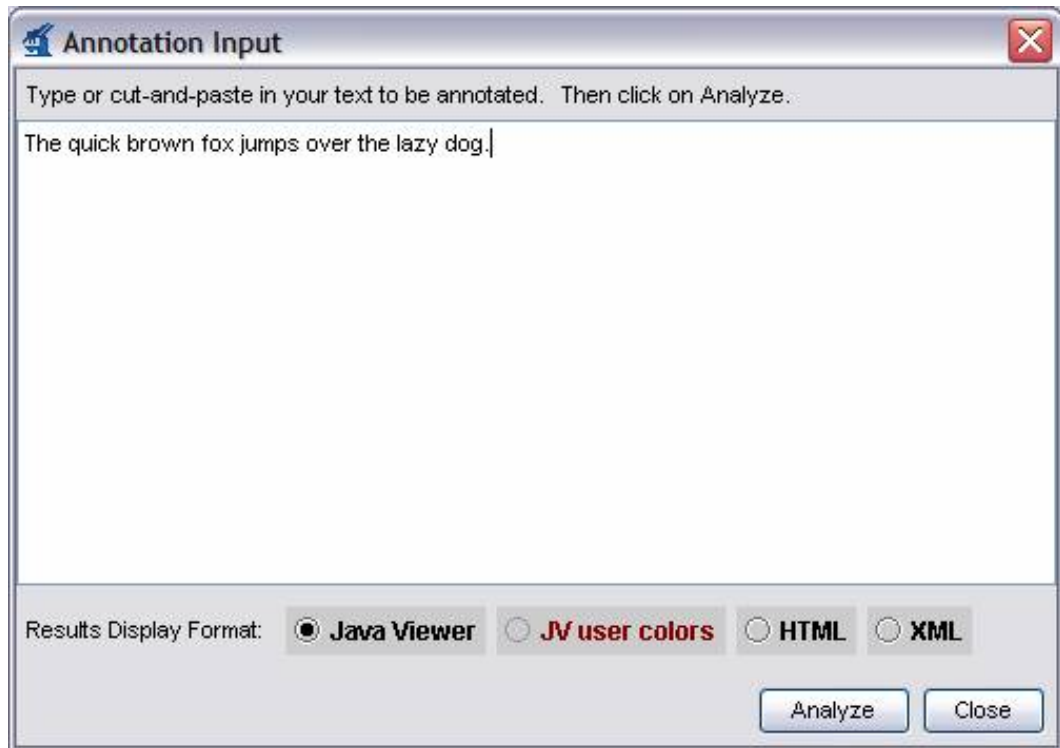 Annotation Input
Type or cut-and-paste in your text to be annotated. Then click on Analyze.
The quick brown fox jumps over the lazy dog.
Results Display Format: Java Viewer JV user colors HTML XML
Analyze Close